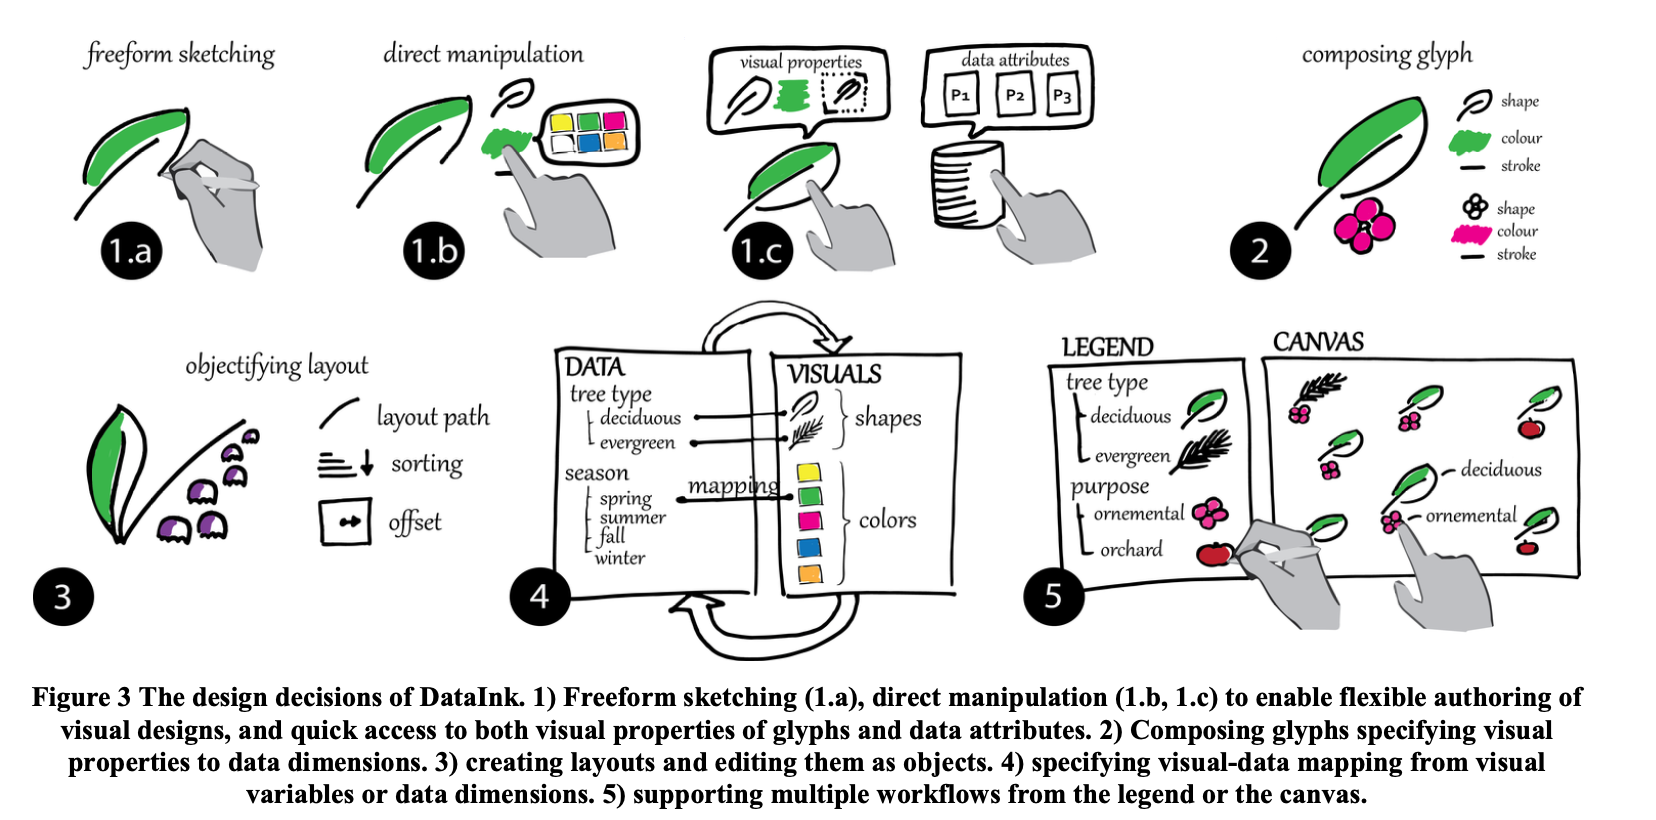 freeform sketching
1.a
direct manipulation
1.b
visual properties
1.c
data attributes
P1 P2 P3
composing glyph
shape
colour
stroke
shape
colour
stroke
2
objectifying layout
layout path
sorting
offset
3
DATA
tree type
deciduous
evergreen
season
spring
summer
fall
winter
mapping
VISUALS
shapes
colors
4
LEGEND
tree type
deciduous
evergreen
purpose
ornemental
orchard
CANVAS
deciduous
ornemental
5
Figure 3 The design decisions of DataInk. 1) Freeform sketching (1.a), direct manipulation (1.b, 1.c) to enable flexible authoring of
visual designs, and quick access to both visual properties of glyphs and data attributes. 2) Composing glyphs specifying visual
properties to data dimensions. 3) creating layouts and editing them as objects. 4) specifying visual-data mapping from visual
variables or data dimensions. 5) supporting multiple workflows from the legend or the canvas.